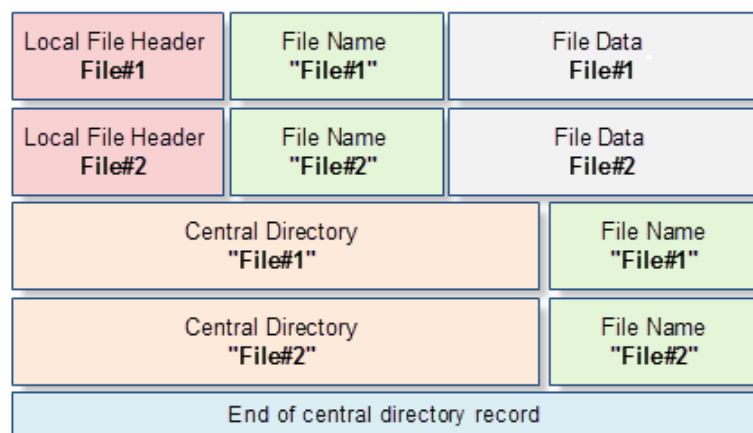 Local File Header
File#1
File Name
"File#1"
File Data
File#1
Local File Header
File#2
File Name
"File#2"
File Data
File#2
Central Directory
"File#1"
File Name
"File#1"
Central Directory
"File#2"
File Name
"File#2"
End of central directory record